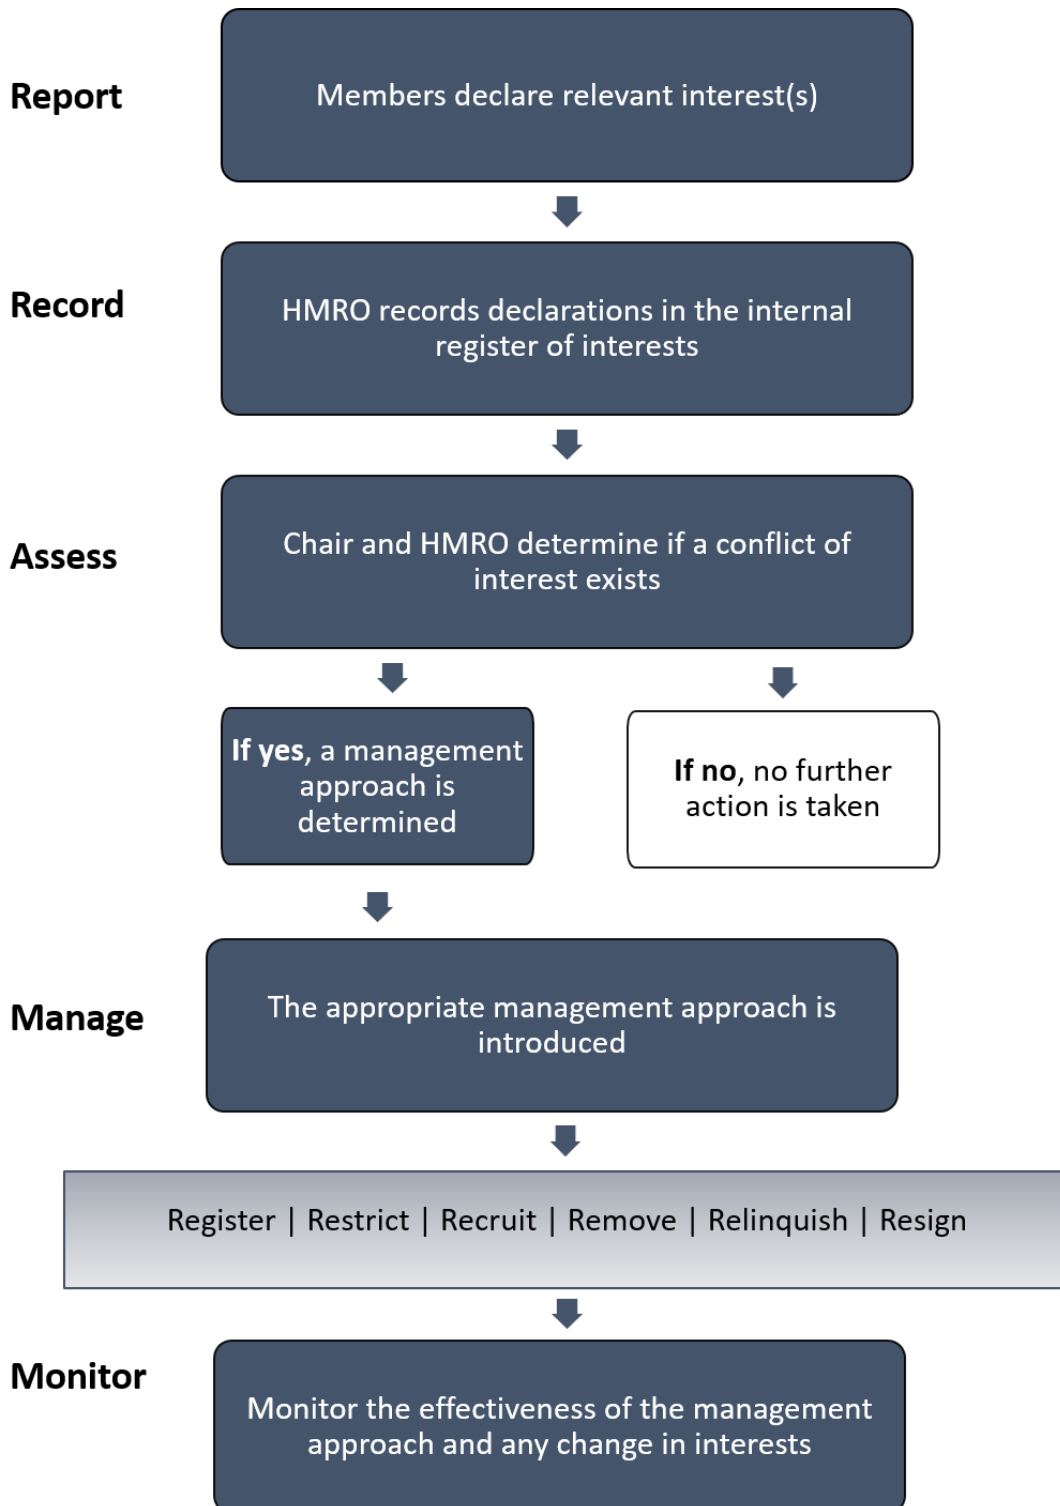 Report
Members declare relevant interest(s)
Record
HMRO records declarations in the internal
register of interests
Assess
Chair and HMRO determine if a conflict of
interest exists
If yes, a management
approach is
determined
If no, no further
action is taken
Manage
The appropriate management approach is
introduced
Register | Restrict | Recruit | Remove | Relinquish | Resign
Monitor
Monitor the effectiveness of the management
approach and any change in interests